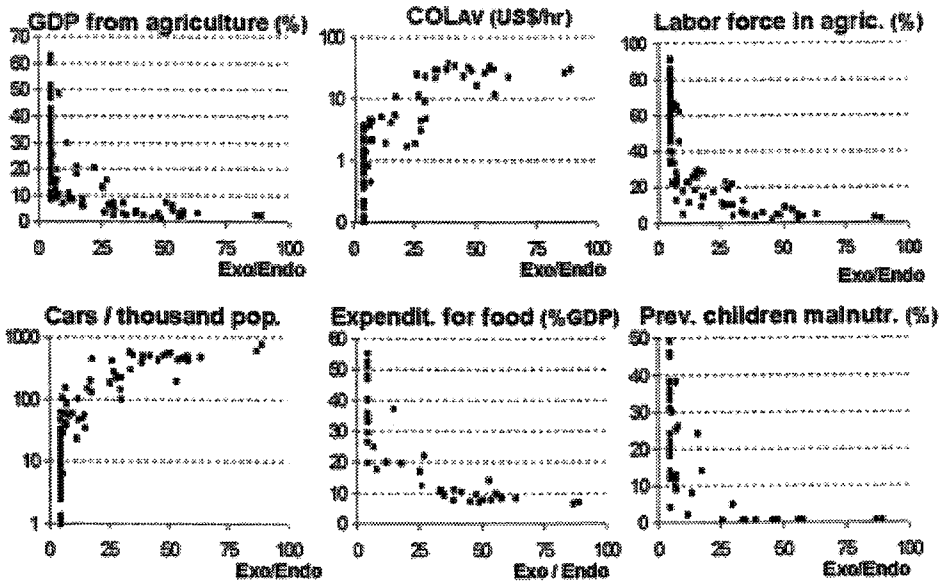 GDP from agriculture (%)
70
60
50
40
30
20
10
0
0 25 50 75 100
Exo/Endo
COLAV (US$/hr)
100
10
1
0
0 25 50 75 100
Exo/Endo
Labor force in agric. (%)
100
80
60
40
20
0
0 25 50 75 100
Exo/Endo
Cars / thousand pop.
1000
100
10
1
0 25 50 75 100
Exo/Endo
Expendit. for food (%GDP)
60
50
40
30
20
10
0
0 25 50 75 100
Exo / Endo
Prev. children malnutr. (%)
50
40
30
20
10
0
0 25 50 75 100
Exo/Endo